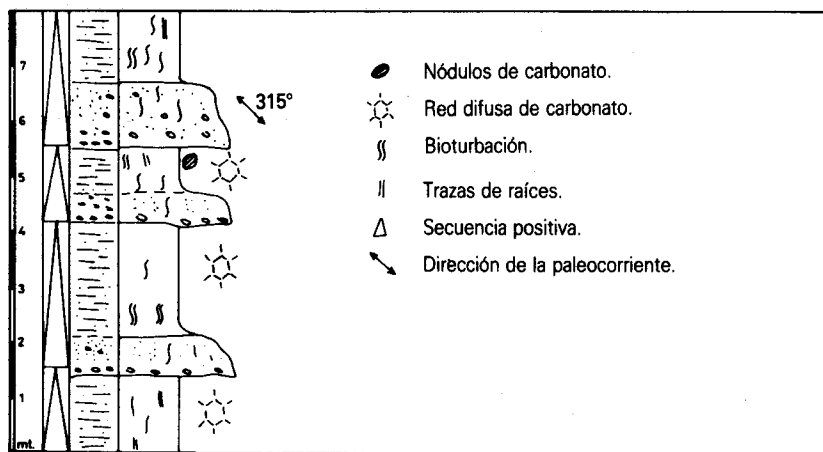 7
6
5
4
3
2
1
mt.
315°
Nódulos de carbonato.
Red difusa de carbonato.
Bioturbación.
Trazas de raíces.
Secuencia positiva.
Dirección de la paleocorriente.